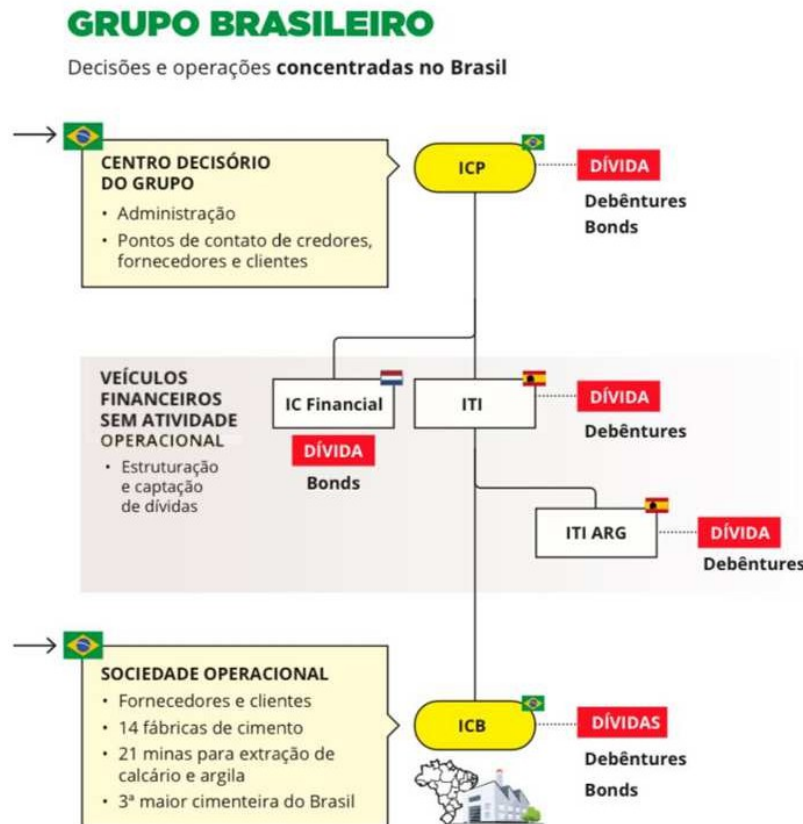 GRUPO BRASILEIRO
Decisões e operações concentradas no Brasil
CENTRO DECISÓRIO
DO GRUPO
• Administração
• Pontos de contato de credores,
fornecedores e clientes
ICP
DÍVIDA
Debêntures
Bonds
VEÍCULOS
FINANCEIROS
SEM ATIVIDADE
OPERACIONAL
• Estruturação
e captação
de dívidas
IC Financial
DÍVIDA
Bonds
ITI
DÍVIDA
Debêntures
ITI ARG
DÍVIDA
Debêntures
SOCIEDADE OPERACIONAL
• Fornecedores e clientes
• 14 fábricas de cimento
• 21 minas para extração de
calcário e argila
• 3ª maior cimenteira do Brasil
ICB
DÍVIDAS
Debêntures
Bonds